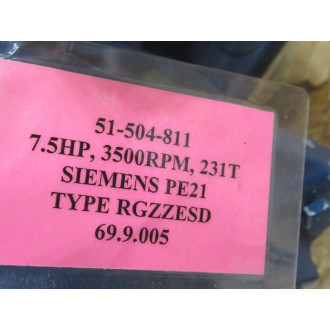 51-504-811
7.5HP, 3500RPM, 231T
SIEMENS PE21
TYPE RGZZESD
69.9.005